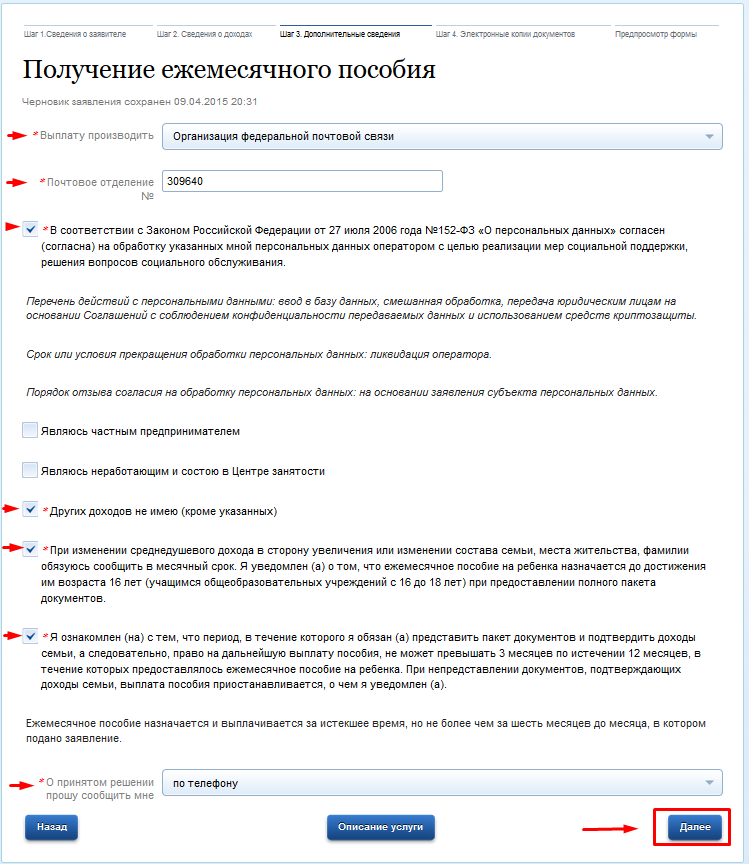 Шаг 1.Сведения о заявителе Шаг 2. Сведения о доходах Шаг 3. Дополнительные сведения Шаг 4. Электронные копии документов Предпросмотр формы
Получение ежемесячного пособия
Черновик заявления сохранен 09.04.2015 20:31
* Выплату производить Организация федеральной почтовой связи
* Почтовое отделение 309640
№
* В соответствии с Законом Российской Федерации от 27 июля 2006 года №152-ФЗ «О персональных данных» согласен
(согласна) на обработку указанных мной персональных данных оператором с целью реализации мер социальной поддержки,
решения вопросов социального обслуживания.
Перечень действий с персональными данными: ввод в базу данных, смешанная обработка, передача юридическим лицам на
основании Соглашений с соблюдением конфиденциальности передаваемых данных и использованием средств криптозащиты.
Срок или условия прекращения обработки персональных данных: ликвидация оператора.
Порядок отзыва согласия на обработку персональных данных: на основании заявления субъекта персональных данных.
Являюсь частным предпринимателем
Являюсь неработающим и состою в Центре занятости
* Других доходов не имею (кроме указанных)
* При изменении среднедушевого дохода в сторону увеличения или изменении состава семьи, места жительства, фамилии
обязуюсь сообщить в месячный срок. Я уведомлен (а) о том, что ежемесячное пособие на ребенка назначается до достижения
им возраста 16 лет (учащимся общеобразовательных учреждений с 16 до 18 лет) при предоставлении полного пакета
документов.
* Я ознакомлен (на) с тем, что период, в течение которого я обязан (а) представить пакет документов и подтвердить доходы
семьи, а следовательно, право на дальнейшую выплату пособия, не может превышать 3 месяцев по истечении 12 месяцев, в
течение которых предоставлялось ежемесячное пособие на ребенка. При непредставлении документов, подтверждающих
доходы семьи, выплата пособия приостанавливается, о чем я уведомлен (а).
Ежемесячное пособие назначается и выплачивается за истекшее время, но не более чем за шесть месяцев до месяца, в котором
подано заявление.
* О принятом решении по телефону
прошу сообщить мне
Назад Описание услуги Далее